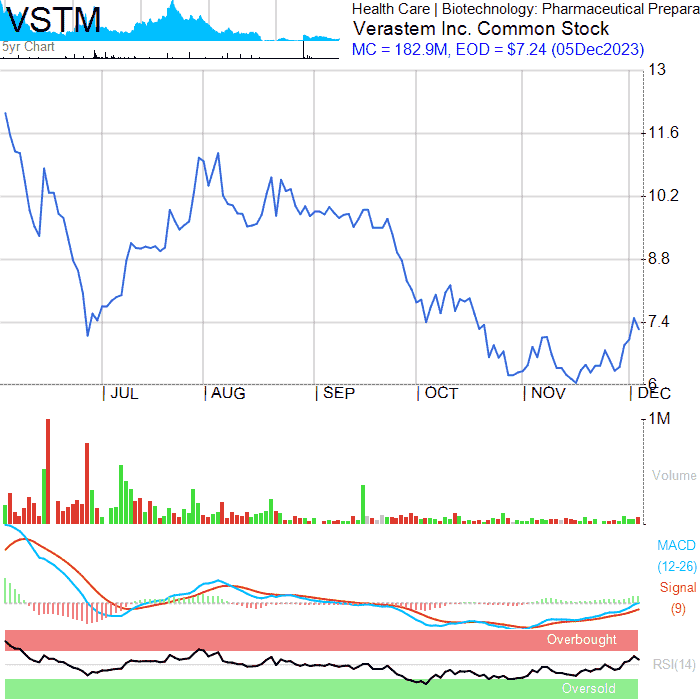 VSTM
5yr Chart
Health Care | Biotechnology: Pharmaceutical Prepara
Verastem Inc. Common Stock
MC = 182.9M, EOD = $7.24 (05Dec2023)
13
11.6
10.2
8.8
7.4
6
| JUL | AUG | SEP | OCT | NOV | DEC
1M
Volume
MACD
(12-26)
Signal
(9)
Overbought
RSI(14)
Oversold